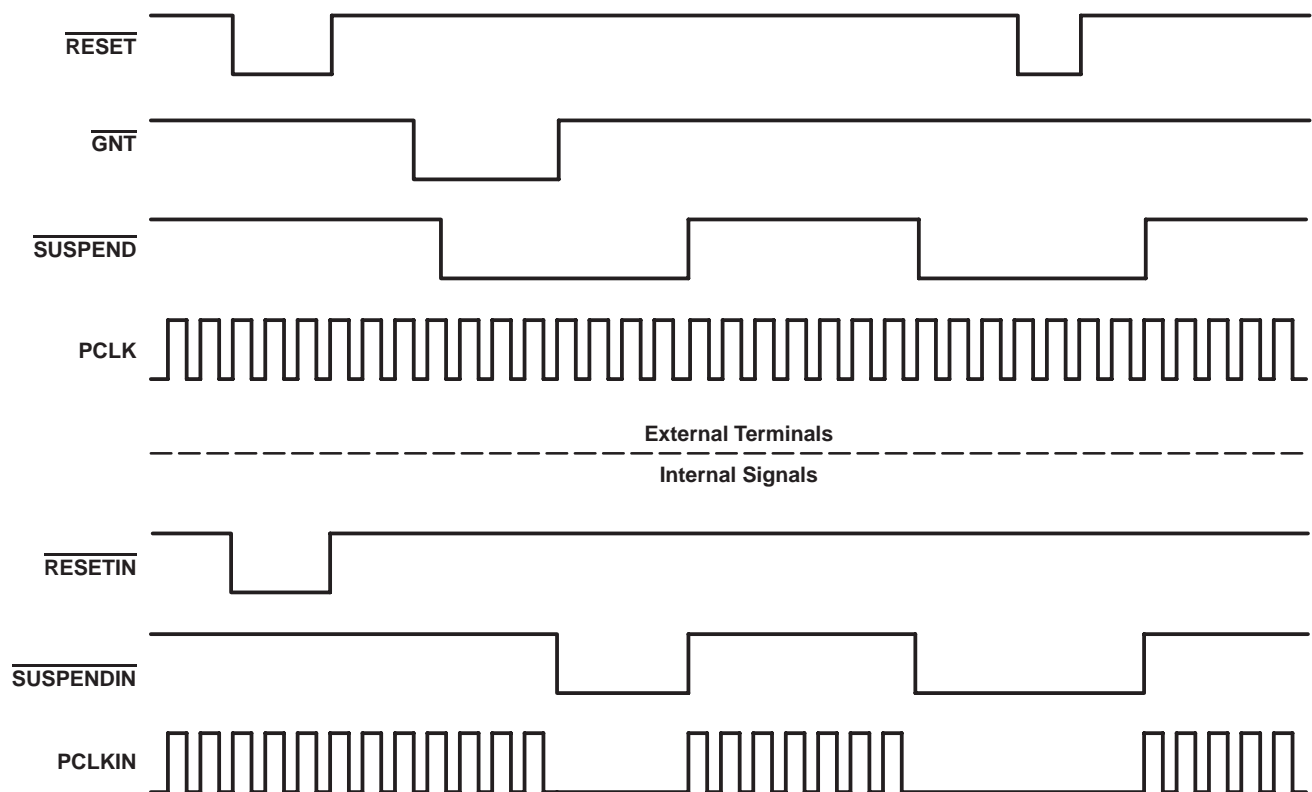 RESET
GNT
SUSPEND
PCLK
External Terminals
Internal Signals
RESETIN
SUSPENDIN
PCLKIN